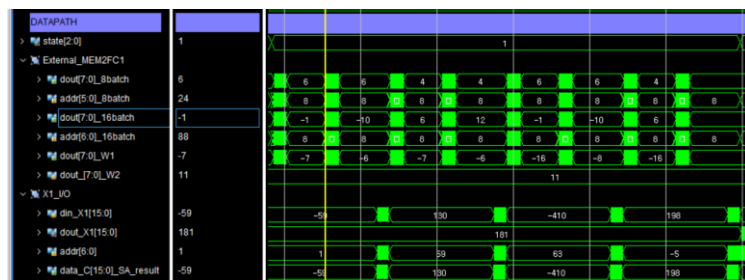 DATAPATH
state[2:0] 1 1
External_MEM2FC1
dout[7:0]_8batch 6 6 6 4 4 6 6 4
addr[5:0]_8batch 24 8 8 8 8 8 8 8 8
dout[7:0]_16batch -1 -1 -10 6 12 -1 -10 6
addr[6:0]_16batch 88 8 8 8 8 8 8 8 8
dout[7:0]_W1 -7 -7 -6 -7 -6 -16 -8 -16
dout_[7:0]_W2 11 11
X1_I/O
din_X1[15:0] -59 -59 130 -410 198
dout_X1[15:0] 181 181
addr[6:0] 1 1 59 63 -5
data_C[15:0]_SA_result -59 -59 130 -410 198